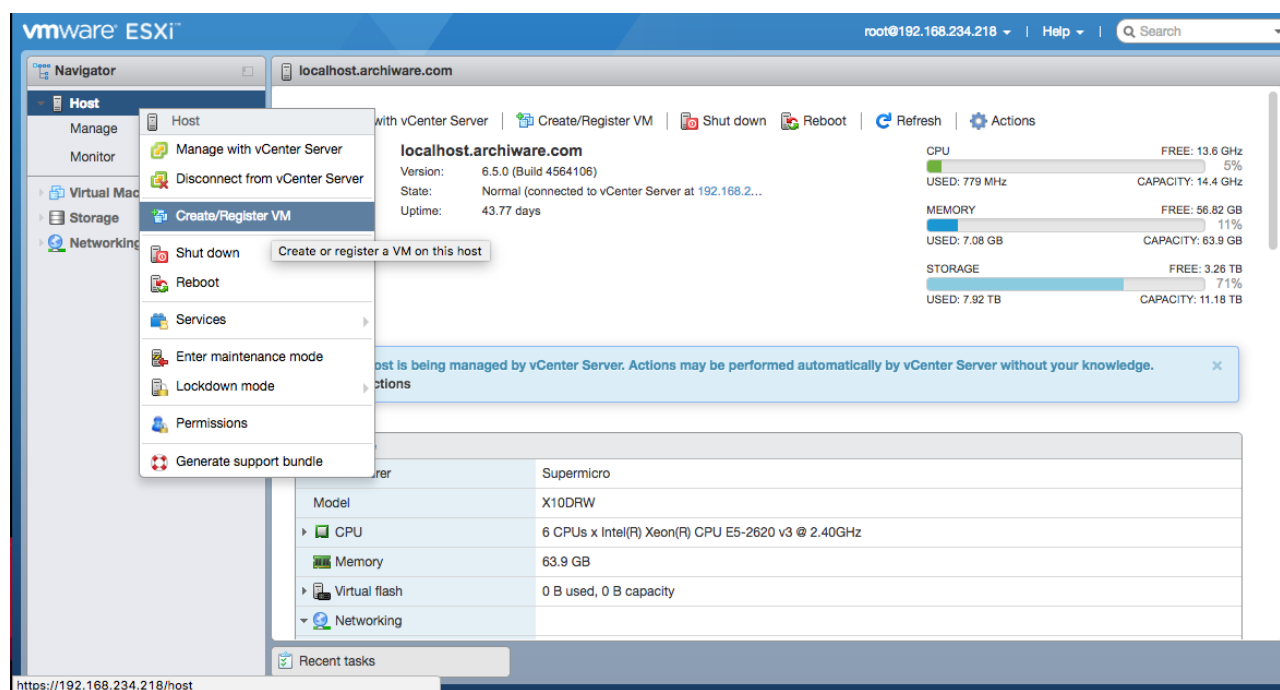 vmware ESXi™
root@192.168.234.218 | Help | Search
Navigator
localhost.archiware.com
Host
Manage
Monitor
Virtual Mac
Storage
Networking
Host
Manage with vCenter Server
Disconnect from vCenter Server
Create/Register VM
Shut down
Reboot
Services
Enter maintenance mode
Lockdown mode
Permissions
Generate support bundle
Create or register a VM on this host
with vCenter Server | Create/Register VM | Shut down Reboot | Refresh | Actions
localhost.archiware.com
Version: 6.5.0 (Build 4564106)
State: Normal (connected to vCenter Server at 192.168.2...
Uptime: 43.77 days
CPU FREE: 13.6 GHz
5%
USED: 779 MHz CAPACITY: 14.4 GHz
MEMORY FREE: 56.82 GB
11%
USED: 7.08 GB CAPACITY: 63.9 GB
STORAGE FREE: 3.26 TB
71%
USED: 7.92 TB CAPACITY: 11.18 TB
ost is being managed by vCenter Server. Actions may be performed automatically by vCenter Server without your knowledge.
ctions
rer Supermicro
Model X10DRW
CPU 6 CPUs x Intel(R) Xeon(R) CPU E5-2620 v3 @ 2.40GHz
Memory 63.9 GB
Virtual flash 0 B used, 0 B capacity
Networking
Recent tasks
https://192.168.234.218/host